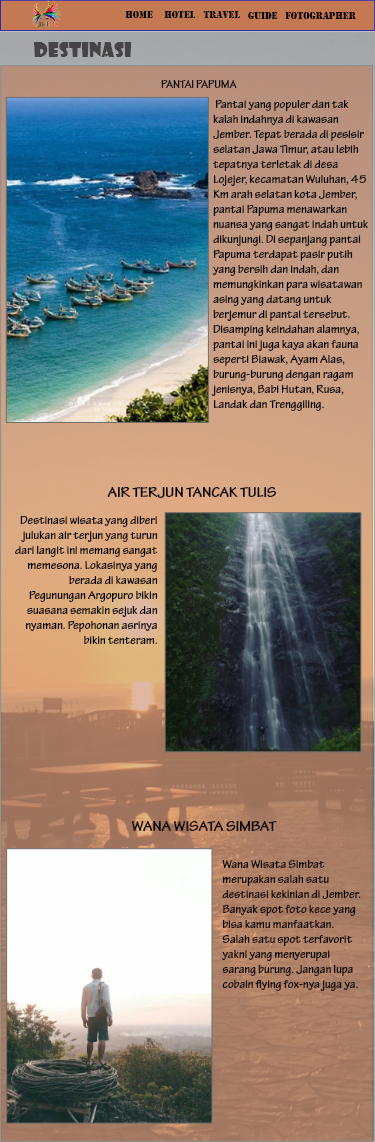 HOME HOTEL TRAVEL GUIDE FOTOGRAPHER
DESTINASI
PANTAI PAPUMA
Pantai yang populer dan tak
kalah indahnya di kawasan
Jember. Tepat berada di pesisir
selatan Jawa Timur, atau lebih
tepatnya terletak di desa
Lojejer, kecamatan Wuluhan, 45
Km arah selatan kota Jember,
pantai Papuma menawarkan
nuansa yang sangat indah untuk
dikunjungi. Di sepanjang pantai
Papuma terdapat pasir putih
yang bersih dan indah, dan
memungkinkan para wisatawan
asing yang datang untuk
berjemur di pantai tersebut.
Disamping keindahan alamnya,
pantai ini juga kaya akan fauna
seperti Biawak, Ayam Alas,
burung-burung dengan ragam
jenisnya, Babi Hutan, Rusa,
Landak dan Trenggiling.
AIR TERJUN TANCAK TULIS
Destinasi wisata yang diberi
julukan air terjun yang turun
dari langit ini memang sangat
memesona. Lokasinya yang
berada di kawasan
Pegunungan Argopuro bikin
suasana semakin sejuk dan
nyaman. Pepohonan asrinya
bikin tenteram.
WANA WISATA SIMBAT
Wana Wisata Simbat
merupakan salah satu
destinasi kekinian di Jember.
Banyak spot foto kece yang
bisa kamu manfaatkan.
Salah satu spot terfavorit
yakni yang menyerupai
sarang burung. Jangan lupa
cobain flying fox-nya juga ya.